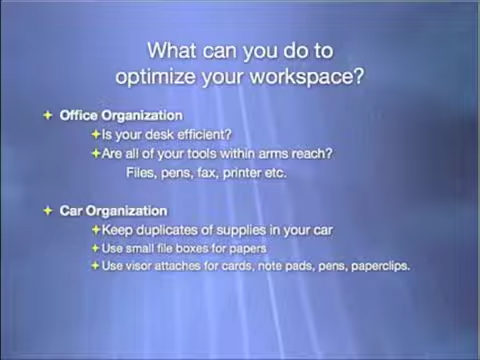 What can you do to
optimize your workspace?
Office Organization
Is your desk efficient?
Are all of your tools within arms reach?
Files, pens, fax, printer etc.
Car Organization
Keep duplicates of supplies in your car
Use small file boxes for papers
Use visor attaches for cards, note pads, pens, paperclips.